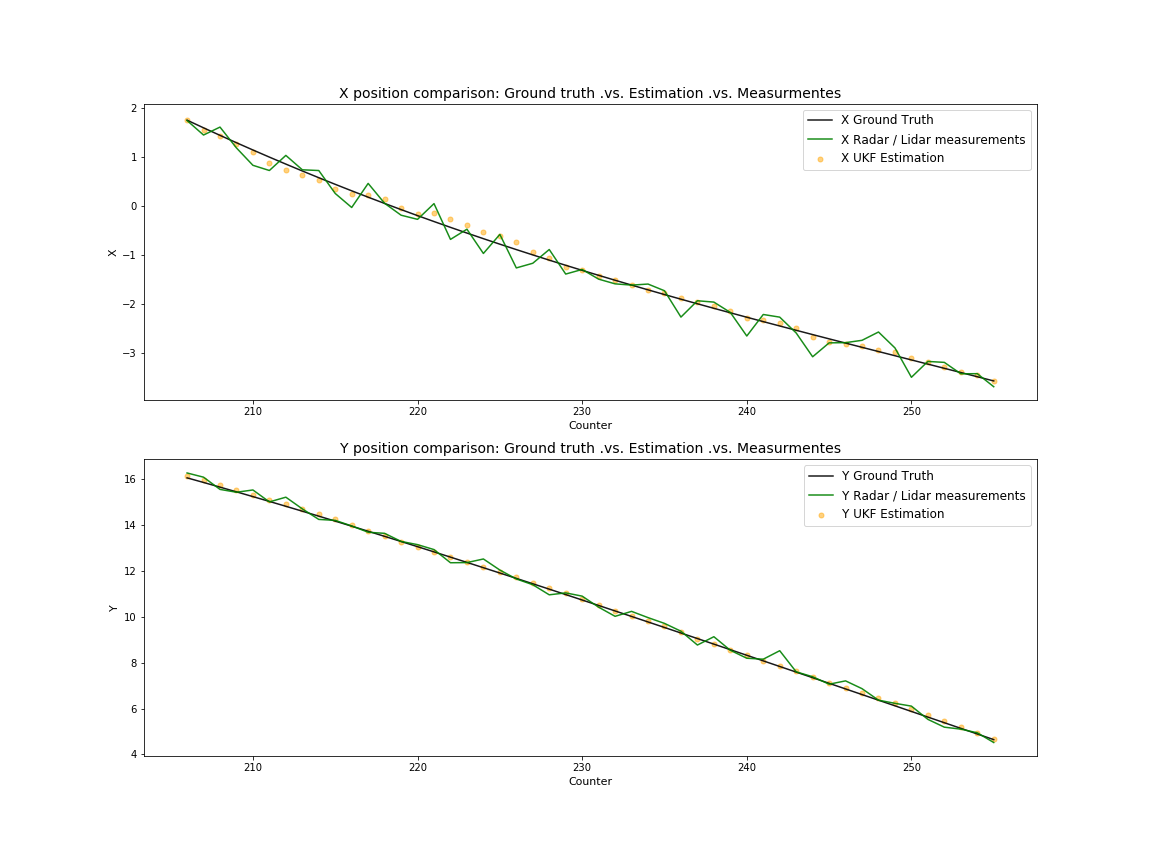 X position comparison: Ground truth .vs. Estimation .vs. Measurmentes
2
1
0
−1
−2
−3
X
X Ground Truth
X Radar / Lidar measurements
X UKF Estimation
210 220 230 240 250
Counter
Y position comparison: Ground truth .vs. Estimation .vs. Measurmentes
16
14
12
10
8
6
4
Y
Y Ground Truth
Y Radar / Lidar measurements
Y UKF Estimation
210 220 230 240 250
Counter